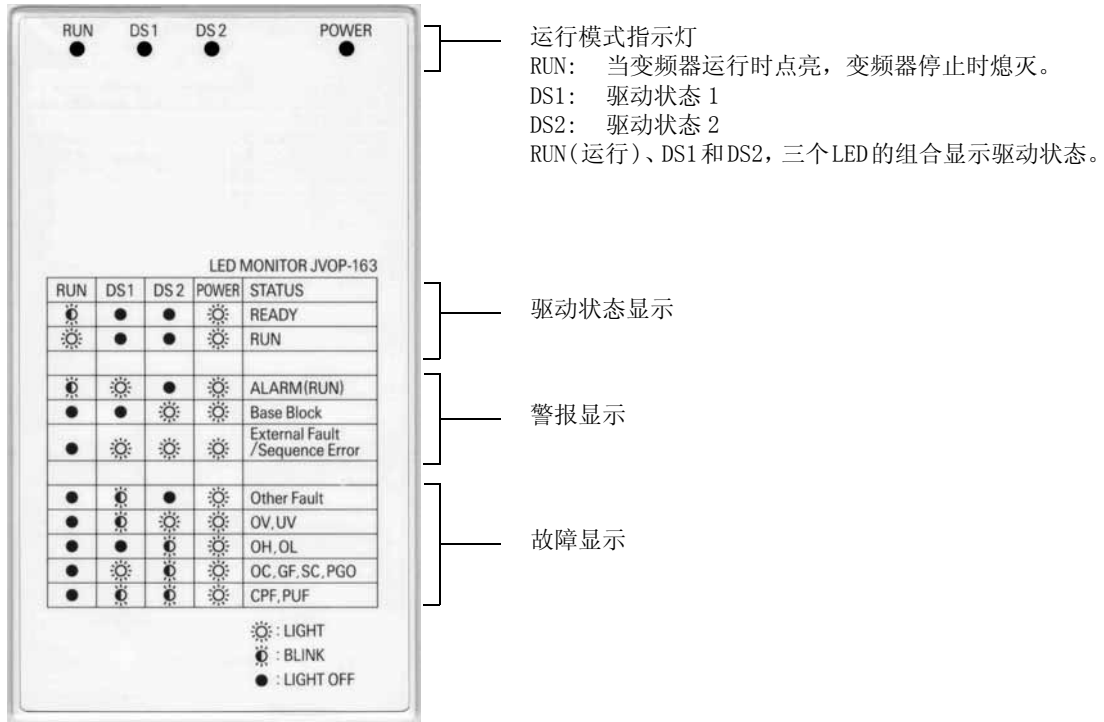 RUN DS1 DS2 POWER
运行模式指示灯
RUN: 当变频器运行时点亮，变频器停止时熄灭。
DS1: 驱动状态 1
DS2: 驱动状态 2
RUN(运行)、DS1和DS2，三个LED的组合显示驱动状态。
LED MONITOR JVOP-163
RUN DS1 DS2 POWER STATUS
READY
RUN
驱动状态显示
ALARM(RUN)
Base Block
External Fault
/Sequence Error
警报显示
Other Fault
OV,UV
OH,OL
OC,GF,SC,PGO
CPF,PUF
故障显示
: LIGHT
: BLINK
: LIGHT OFF